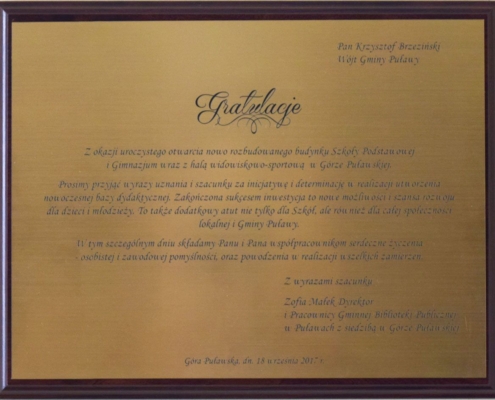 Pan Krzysztof Brzeziński
Wójt Gminy Puławy
Gratulacje
Z okazji uroczystego otwarcia nowo rozbudowanego budynku Szkoły Podstawowej
i Gimnazjum wraz z halą widowiskowo-sportową w Górze Puławskiej.
Prosimy przyjąć wyrazy uznania i szacunku za inicjatywę i determinację w realizacji utworzenia
nowoczesnej bazy dydaktycznej. Zakończona sukcesem inwestycja to nowe możliwości i szansa rozwoju
dla dzieci i młodzieży. To także dodatkowy atut nie tylko dla Szkół, ale również dla całej społeczności
lokalnej i Gminy Puławy.
W tym szczególnym dniu składamy Panu i Pana współpracownikom serdeczne życzenia
osobistej i zawodowej pomyślności, oraz powodzenia w realizacji wszelkich zamierzeń.
Z wyrazami szacunku
Zofia Małek Dyrektor
i Pracownicy Gminnej Biblioteki Publicznej
w Puławach z siedzibą w Górze Puławskiej
Góra Puławska, dn. 18 września 2017 r.